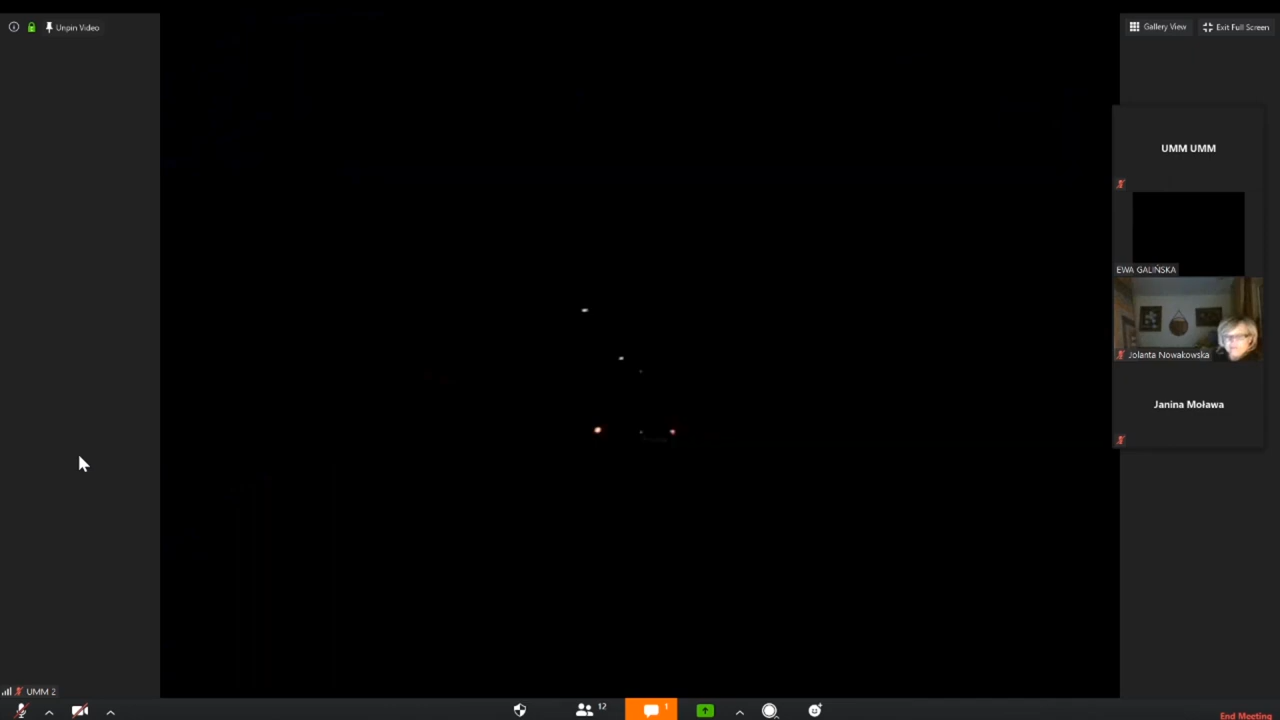 Unpin Video
Gallery View
Exit Full Screen
UMM UMM
EWA GALIŃSKA
Jolanta Nowakowska
Janina Moława
UMM 2
12
1
End Meeting